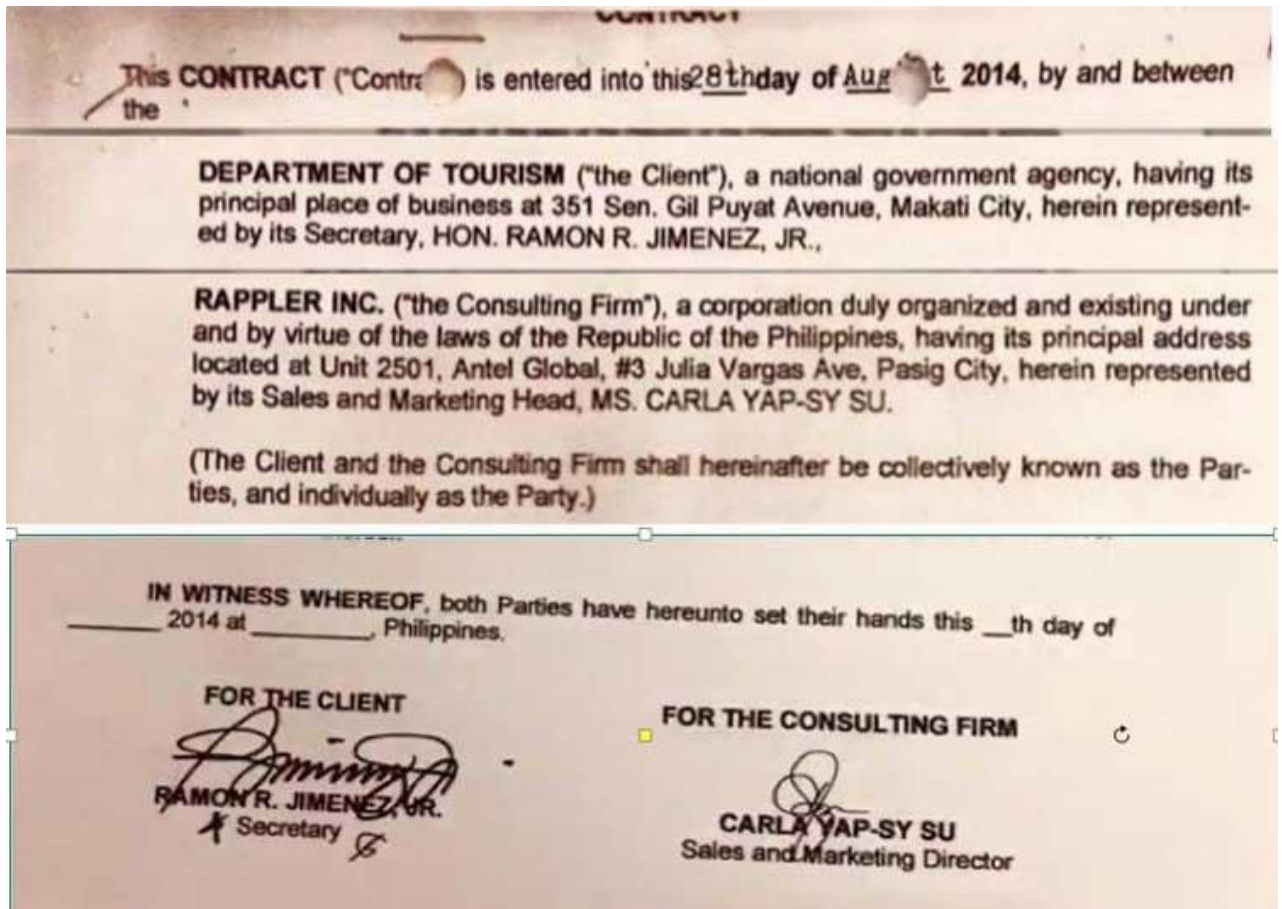 CONTRACT
This CONTRACT ("Contra ) is entered into this 28th day of Aug t 2014, by and between
the
DEPARTMENT OF TOURISM ("the Client"), a national government agency, having its
principal place of business at 351 Sen. Gil Puyat Avenue, Makati City, herein represent-
ed by its Secretary, HON. RAMON R. JIMENEZ, JR.,
RAPPLER INC. ("the Consulting Firm"), a corporation duly organized and existing under
and by virtue of the laws of the Republic of the Philippines, having its principal address
located at Unit 2501, Antel Global, #3 Julia Vargas Ave, Pasig City, herein represented
by its Sales and Marketing Head, MS. CARLA YAP-SY SU.
(The Client and the Consulting Firm shall hereinafter be collectively known as the Par-
ties, and individually as the Party.)
IN WITNESS WHEREOF, both Parties have hereunto set their hands this __th day of
______ 2014 at ________, Philippines.
FOR THE CLIENT
RAMON R. JIMENEZ, JR.
Secretary
FOR THE CONSULTING FIRM
CARLA YAP-SY SU
Sales and Marketing Director